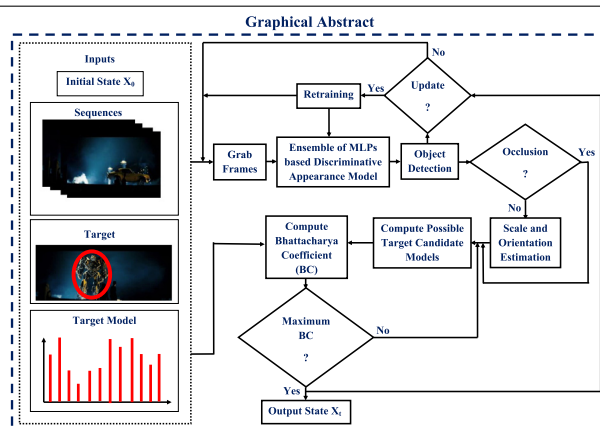 Graphical Abstract
Inputs
Initial State X₀
Sequences
Target
Target Model
No
Update
?
Yes
Retraining
Grab
Frames
Ensemble of MLPs
based Discriminative
Appearance Model
Object
Detection
Occlusion
?
Yes
No
Scale and
Orientation
Estimation
Compute Possible
Target Candidate
Models
Compute
Bhattacharya
Coefficient
(BC)
Maximum
BC
?
No
Yes
Output State Xₜ